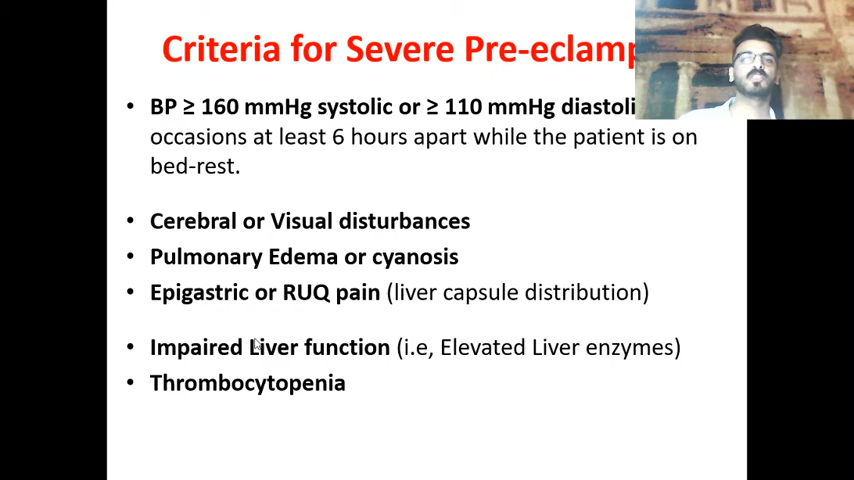 Criteria for Severe Pre-eclamp
• BP ≥ 160 mmHg systolic or ≥ 110 mmHg diastoli
occasions at least 6 hours apart while the patient is on
bed-rest.
• Cerebral or Visual disturbances
• Pulmonary Edema or cyanosis
• Epigastric or RUQ pain (liver capsule distribution)
• Impaired Liver function (i.e, Elevated Liver enzymes)
• Thrombocytopenia